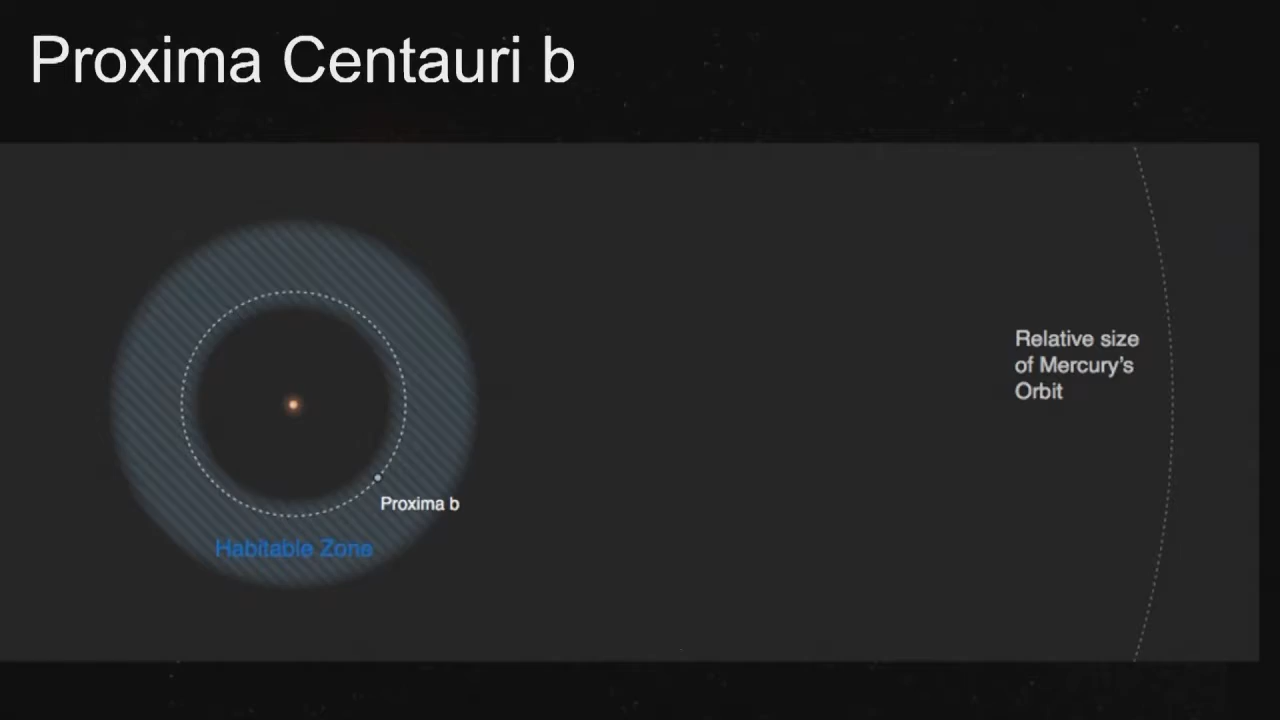 Proxima Centauri b
Relative size
of Mercury's
Orbit
Proxima b
Habitable Zone